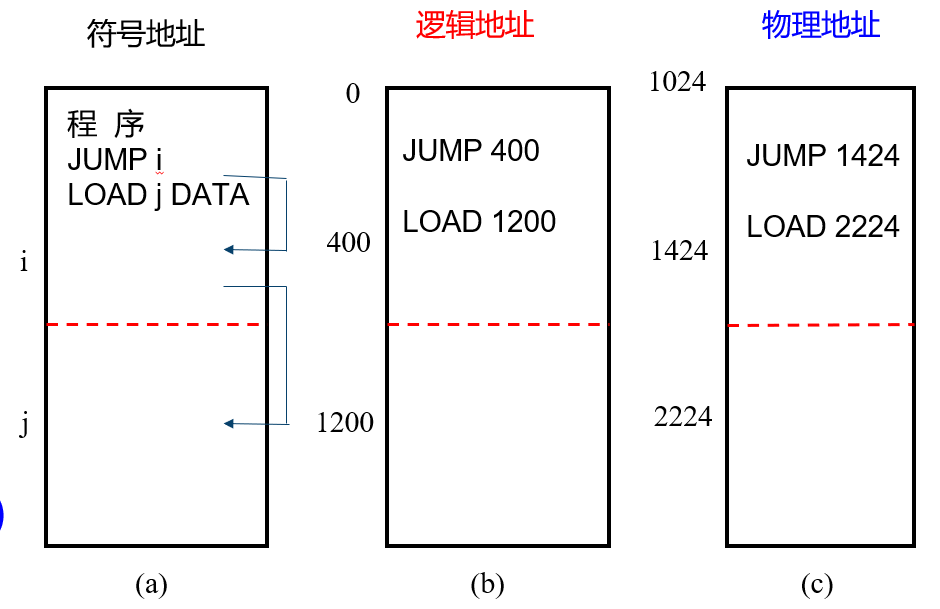 符号地址
逻辑地址
物理地址
程 序
JUMP i
LOAD j DATA
i
j
0
JUMP 400
LOAD 1200
400
1200
1024
JUMP 1424
LOAD 2224
1424
2224
(a)
(b)
(c)